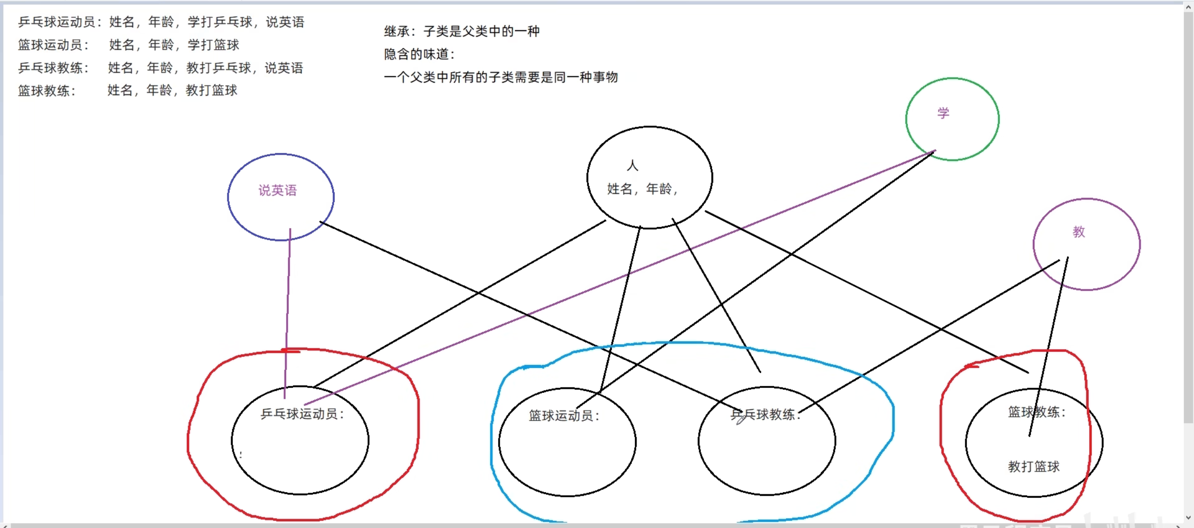 乒乓球运动员：姓名，年龄，学打乒乓球，说英语
篮球运动员： 姓名，年龄，学打篮球
乒乓球教练： 姓名，年龄，教打乒乓球，说英语
篮球教练： 姓名，年龄，教打篮球
继承：子类是父类中的一种
隐含的味道：
一个父类中所有的子类需要是同一种事物
学
人
姓名，年龄，
说英语
教
乒乓球运动员：
篮球运动员：
乒乓球教练：
篮球教练：
教打篮球